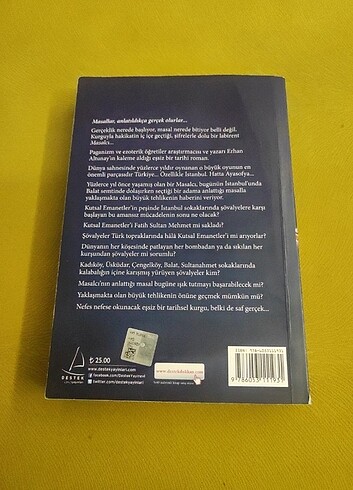 Masallar, anlatıldıkça gerçek olurlar...
Gerçeklik nerede başlıyor, masal nerede bitiyor belli değil.
Kurguyla hakikatin iç içe geçtiği, şifrelerle dolu bir labirent
Masalcı...
Paganizm ve ezoterik öğretiler araştırmacısı ve yazarı Erhan
Altunay'ın kaleme aldığı eşsiz bir tarihî roman.
Dünya sahnesinde yüzlerce yıldır oynanan o büyük oyunun en
önemli parçasıdır Türkiye... Özellikle İstanbul. Hatta Ayasofya...
Yüzlerce yıl önce yaşamış olan bir Masalcı, bugünün İstanbul'unda
Balat semtinde dolaşırken seçtiği bir adama anlattığı masalla
yaklaşmakta olan büyük tehlikenin haberini veriyor.
Kutsal Emanetler'in peşinde İstanbul sokaklarında şövalyelere karşı
başlayan bu amansız mücadelenin sonu ne olacak?
Kutsal Emanetler'i Fatih Sultan Mehmet mi sakladı?
Şövalyeler Türk topraklarında hâlâ Kutsal Emanetler'i mi arıyorlar?
Dünyanın her köşesinde patlayan her bombadan ya da sıkılan her
kurşundan şövalyeler mi sorumlu?
Kadıköy, Üsküdar, Çengelköy, Balat, Sultanahmet sokaklarında
kalabalığın içine karışmış yürüyen şövalyeler kim?
Masalcı'nın anlattığı masal bugüne ışık tutmayı başarabilecek mi?
Yaklaşmakta olan büyük tehlikenin önüne geçmek mümkün mü?
Nefes nefese okunacak eşsiz bir tarihsel kurgu, belki de saf gerçek...
DESTEK
₺ 25.00
www.destekyayinlari.com
facebook.com/DestekYayinevi
twitter.com/destekyayinlari
www.destekdukkan.com
9 786053 111931